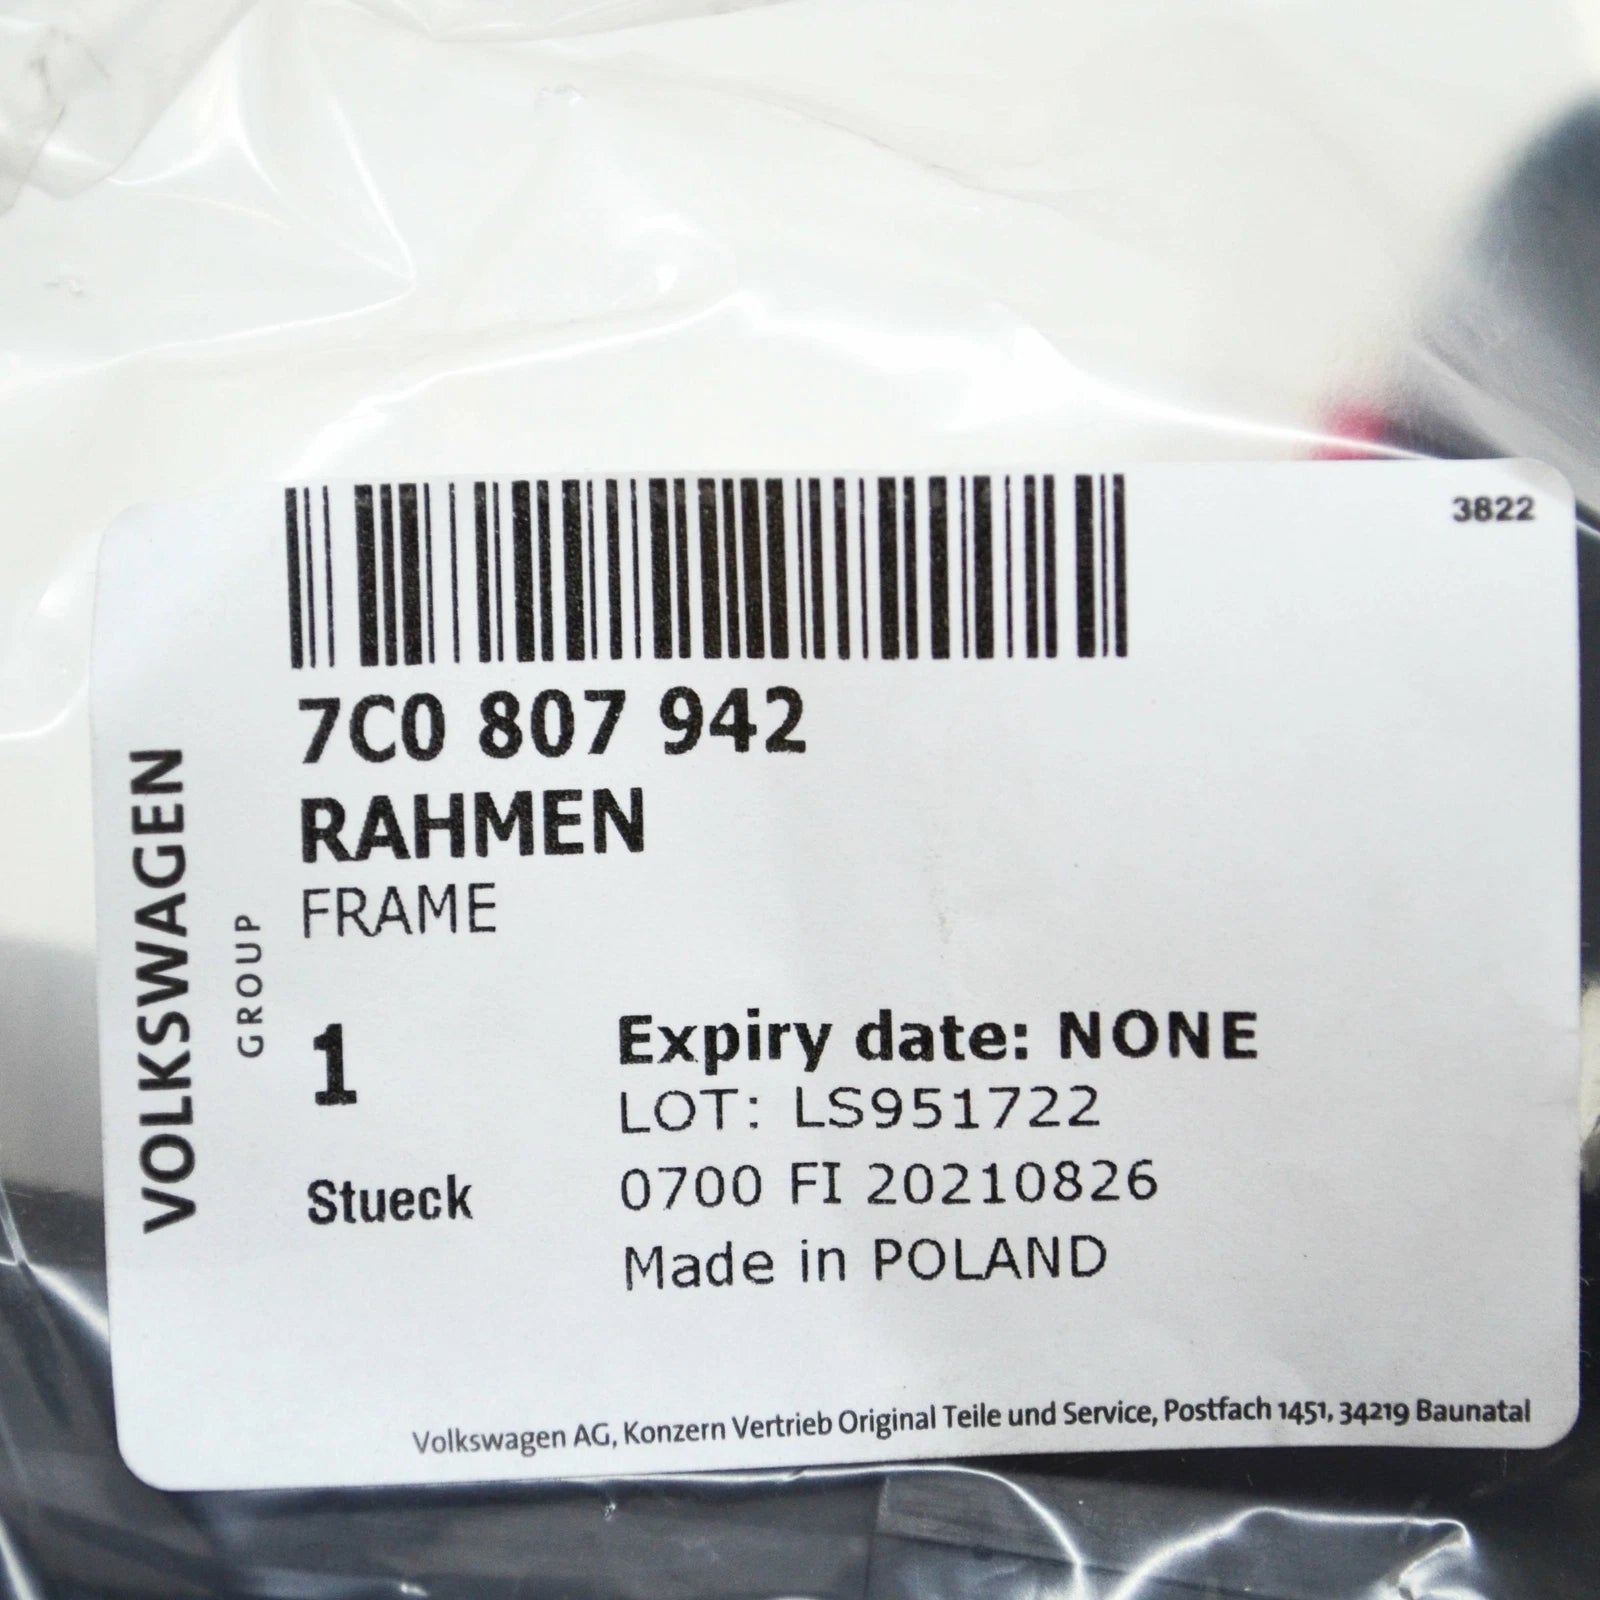 3822
7C0 807 942
RAHMEN
FRAME
VOLKSWAGEN
GROUP
1
Stueck
Expiry date: NONE
LOT: LS951722
0700 FI 20210826
Made in POLAND
Volkswagen AG, Konzern Vertrieb Original Teile und Service, Postfach 1451, 34219 Baunatal